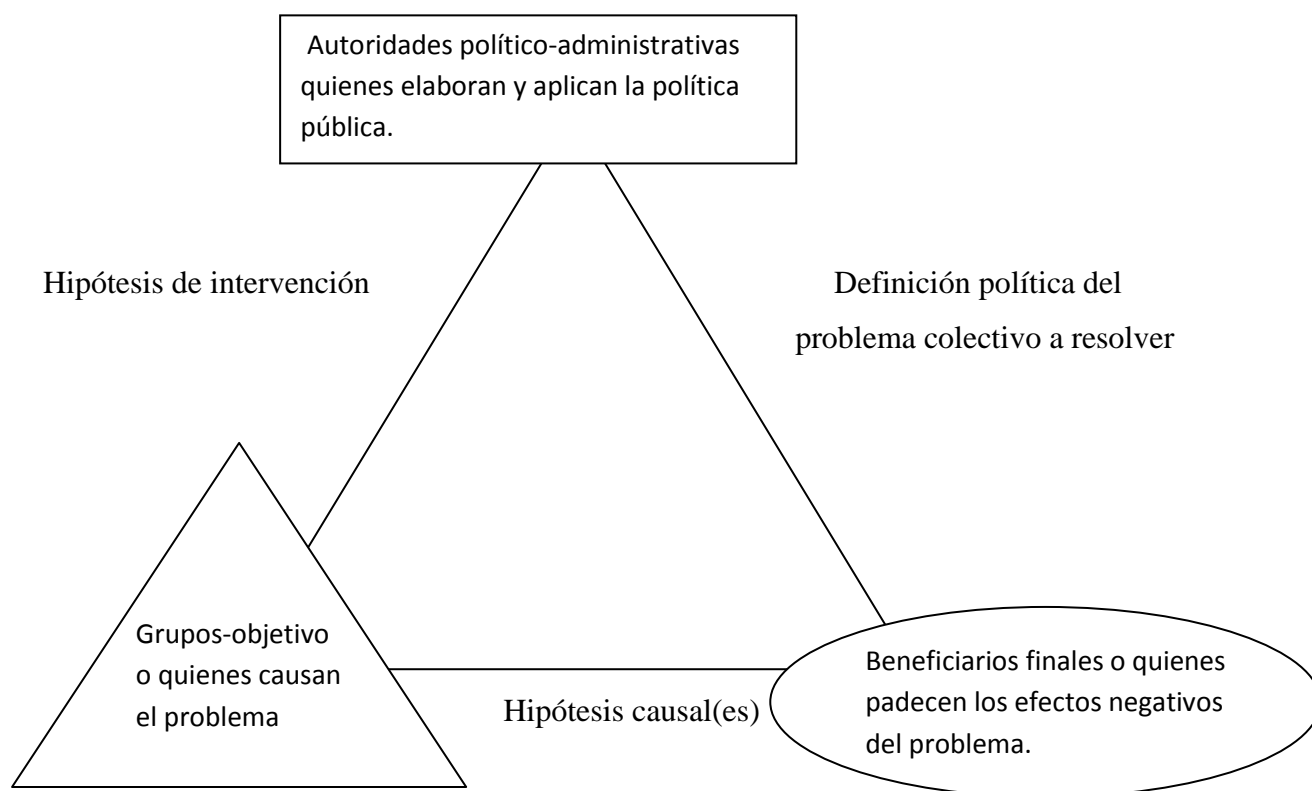 Autoridades político-administrativas
quienes elaboran y aplican la política
pública.
Hipótesis de intervención
Definición política del
problema colectivo a resolver
Grupos-objetivo
o quienes causan
el problema
Hipótesis causal(es)
Beneficiarios finales o quienes
padecen los efectos negativos
del problema.